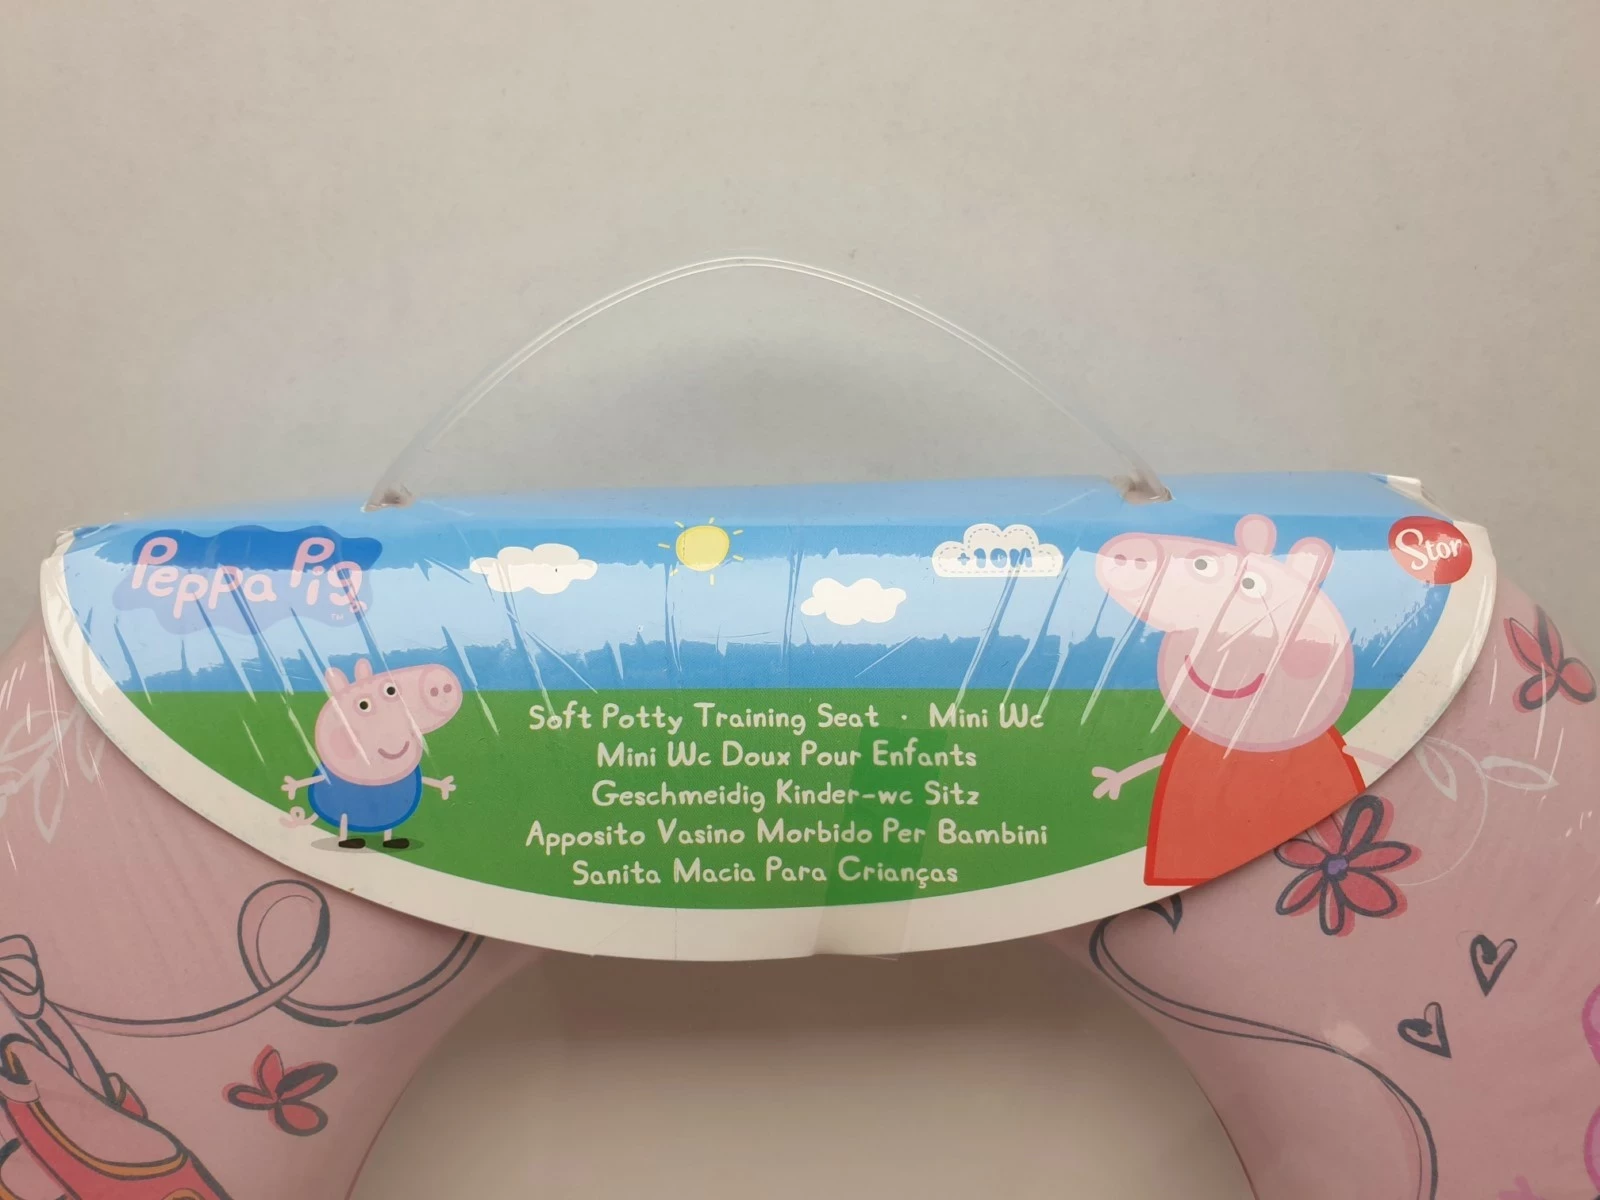 Peppa Pig
TM
+10M
Stor
Soft Potty Training Seat · Mini Wc
Mini Wc Doux Pour Enfants
Geschmeidig Kinder-wc Sitz
Apposito Vasino Morbido Per Bambini
Sanita Macia Para Crianças